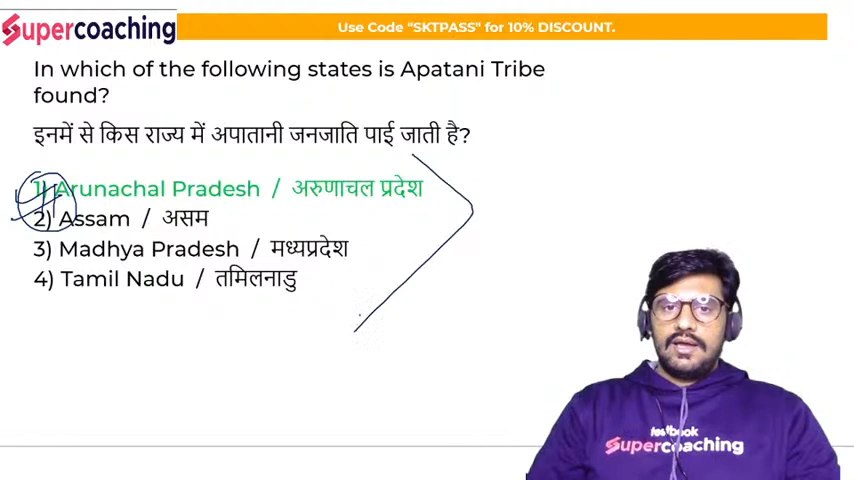 Supercoaching
Use Code "SKTPASS" for 10% DISCOUNT.
In which of the following states is Apatani Tribe
found?
इनमें से किस राज्य में अपातानी जनजाति पाई जाती है?
1) Arunachal Pradesh / अरुणाचल प्रदेश
2) Assam / असम
3) Madhya Pradesh / मध्यप्रदेश
4) Tamil Nadu / तमिलनाडु
testbook
Supercoaching